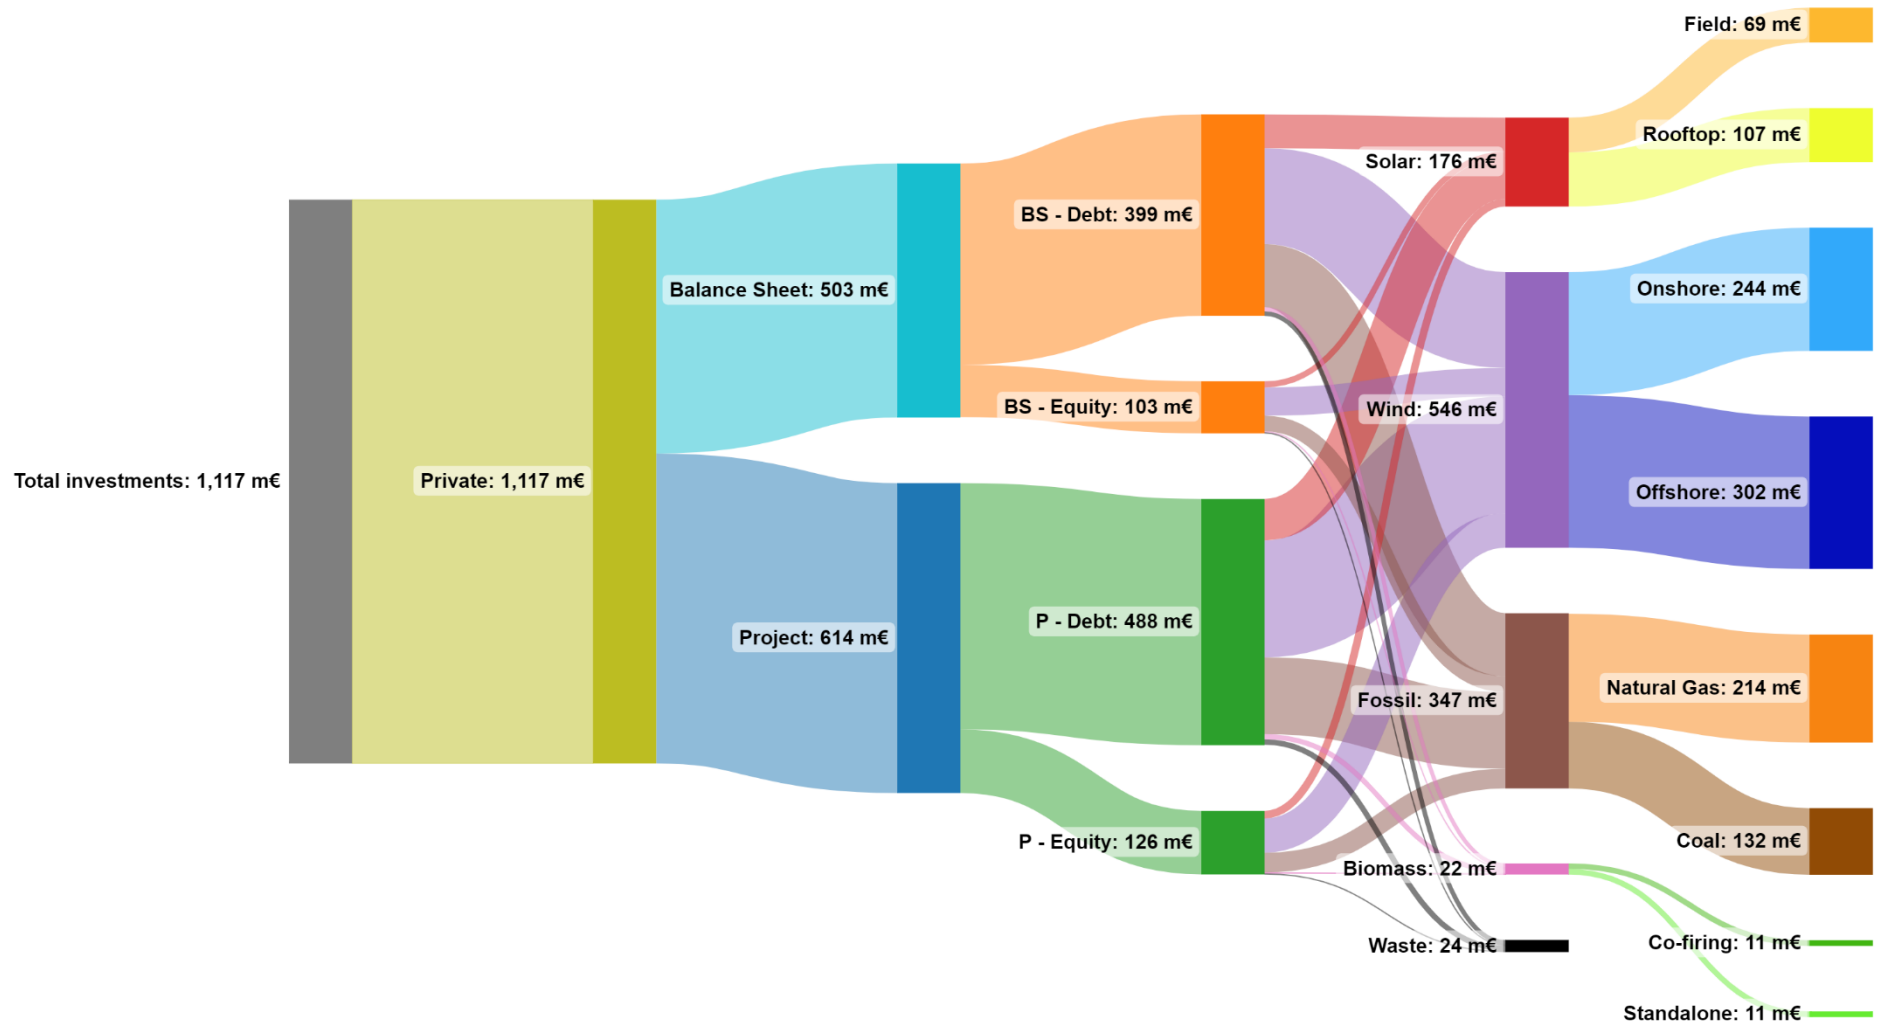 Total investments: 1,117 m€
Private: 1,117 m€
Balance Sheet: 503 m€
Project: 614 m€
BS - Debt: 399 m€
BS - Equity: 103 m€
P - Debt: 488 m€
P - Equity: 126 m€
Solar: 176 m€
Wind: 546 m€
Fossil: 347 m€
Biomass: 22 m€
Waste: 24 m€
Field: 69 m€
Rooftop: 107 m€
Onshore: 244 m€
Offshore: 302 m€
Natural Gas: 214 m€
Coal: 132 m€
Co-firing: 11 m€
Standalone: 11 m€